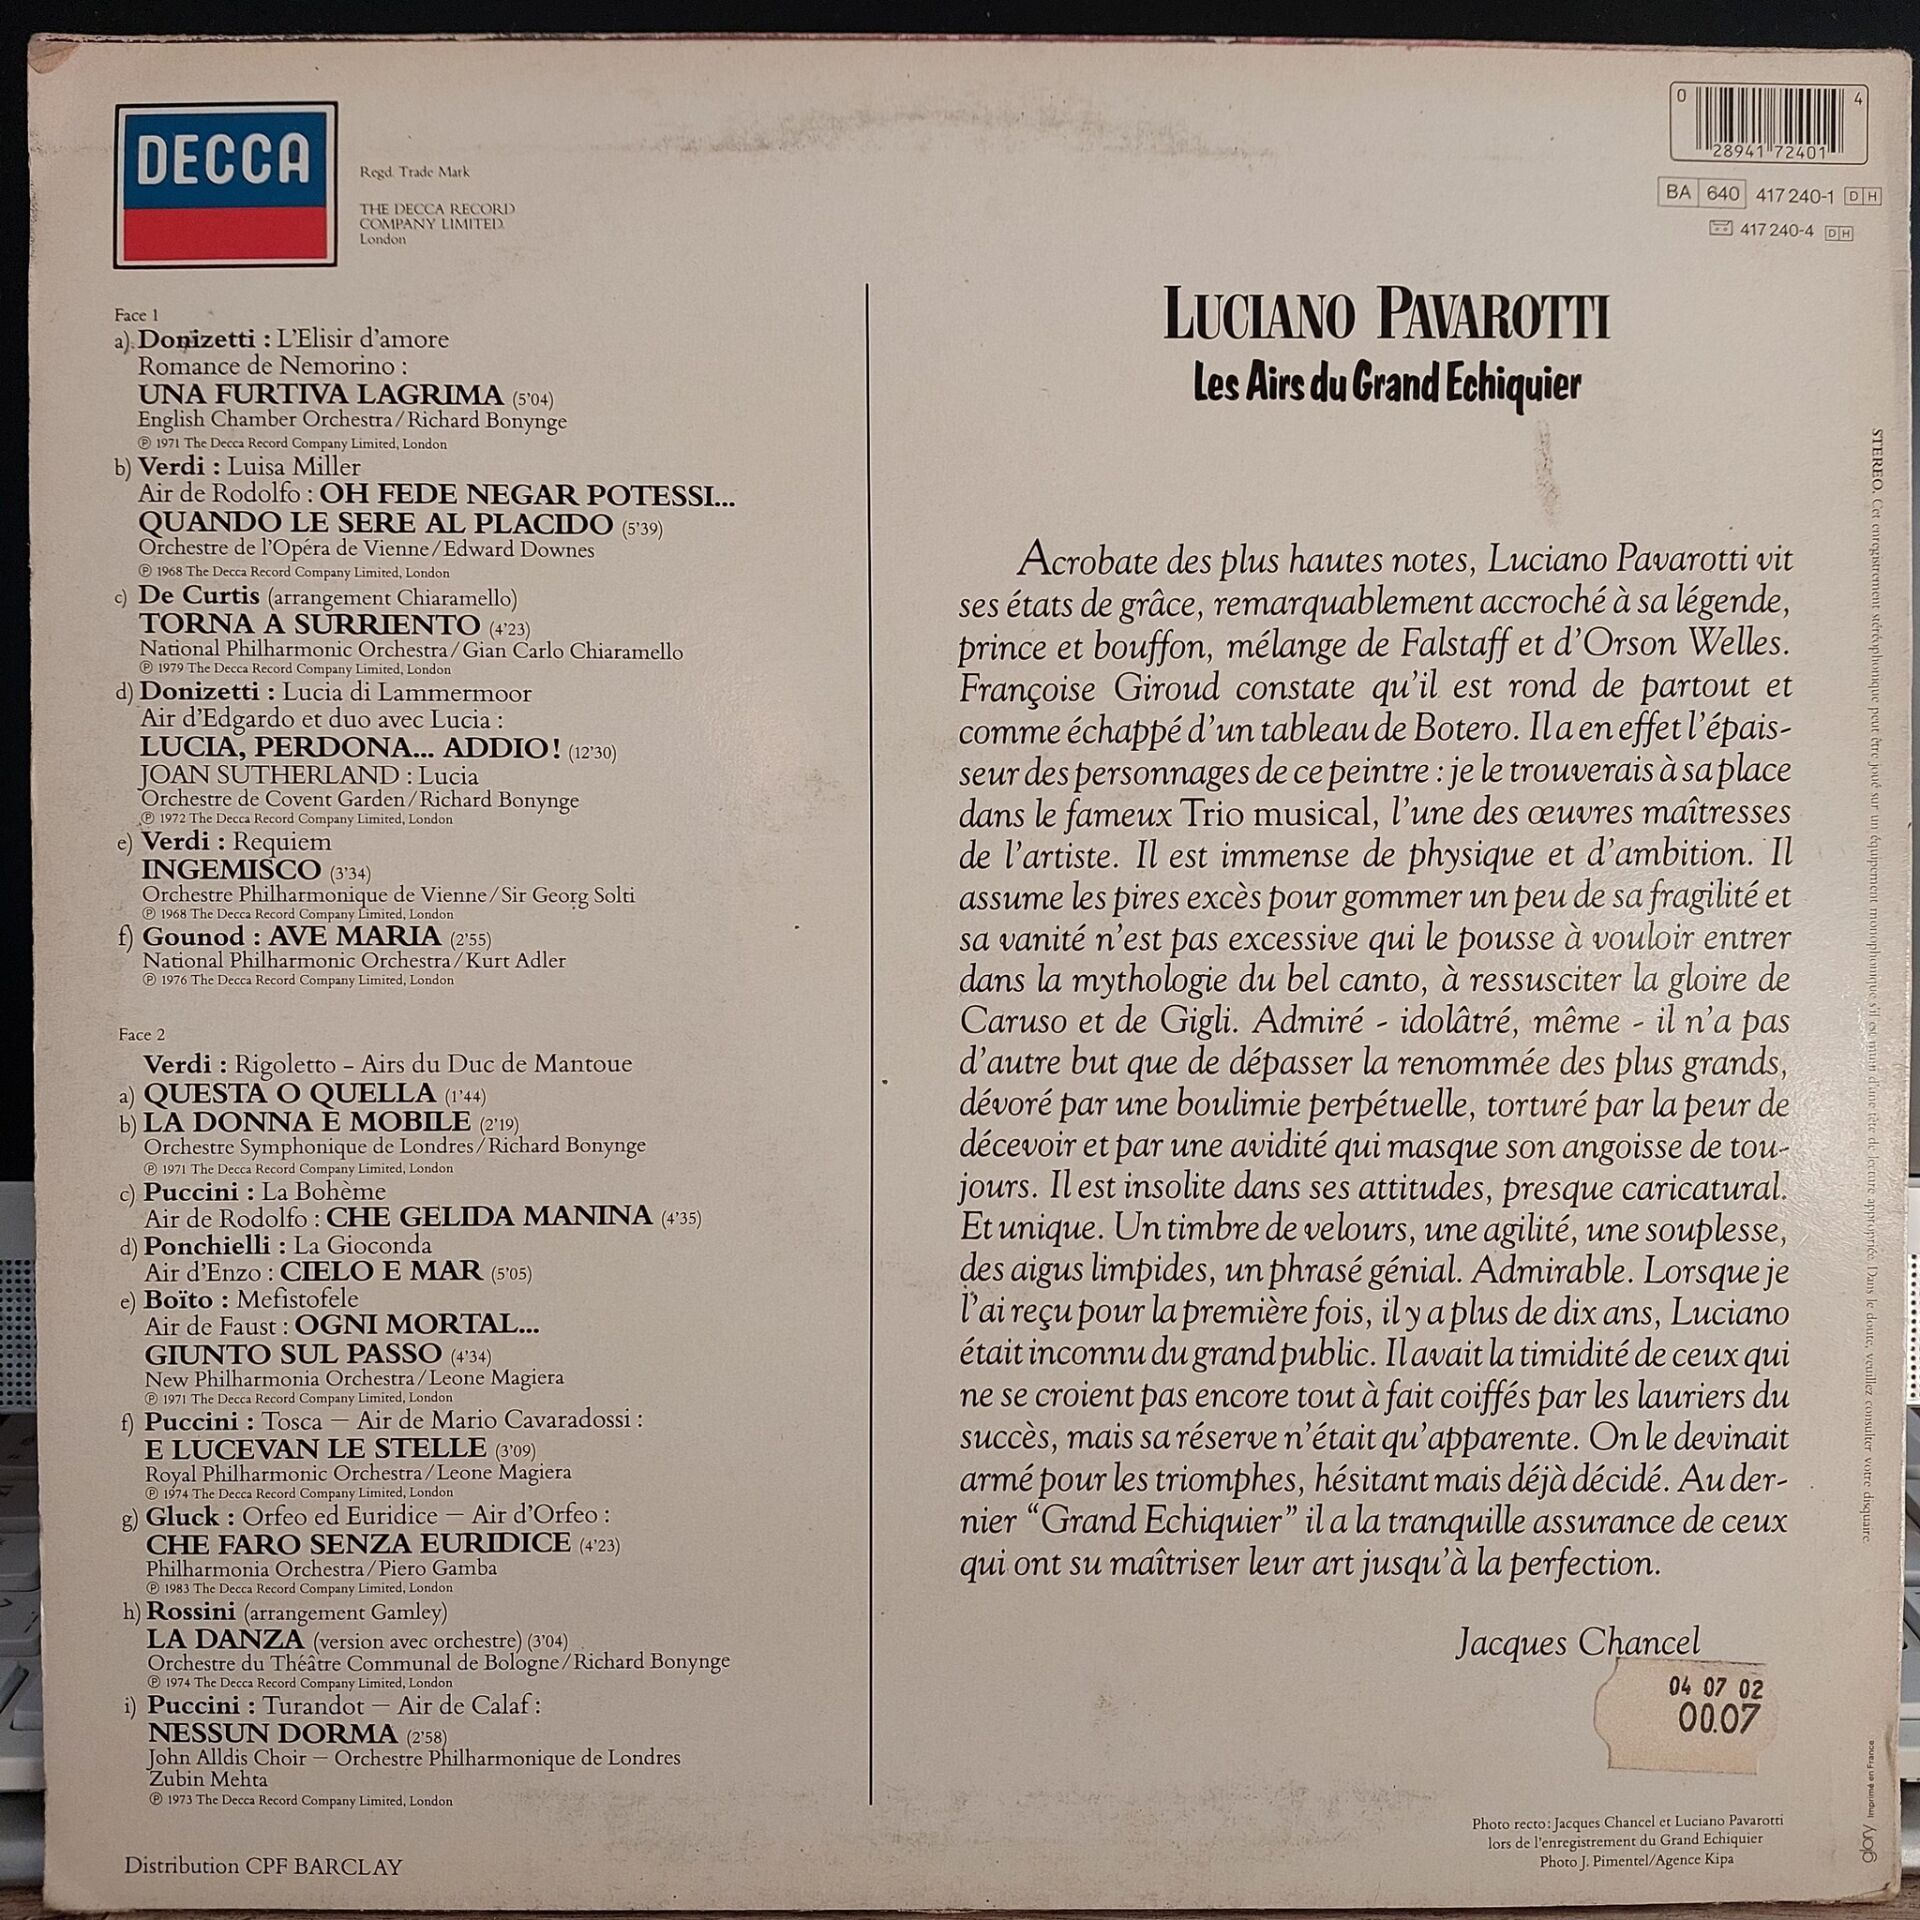 DECCA
Regd. Trade Mark
THE DECCA RECORD
COMPANY LIMITED.
London
Face 1
a) Donizetti : L'Elisir d'amore
Romance de Nemorino :
UNA FURTIVA LAGRIMA (5'04)
English Chamber Orchestra/Richard Bonynge
℗ 1971 The Decca Record Company Limited, London
b) Verdi : Luisa Miller
Air de Rodolfo : OH FEDE NEGAR POTESSI...
QUANDO LE SERE AL PLACIDO (5'39)
Orchestre de l'Opéra de Vienne/Edward Downes
℗ 1968 The Decca Record Company Limited, London
c) De Curtis (arrangement Chiaramello)
TORNA A SURRIENTO (4'23)
National Philharmonic Orchestra/Gian Carlo Chiaramello
℗ 1979 The Decca Record Company Limited, London
d) Donizetti : Lucia di Lammermoor
Air d'Edgardo et duo avec Lucia :
LUCIA, PERDONA... ADDIO! (12'30)
JOAN SUTHERLAND : Lucia
Orchestre de Covent Garden/Richard Bonynge
℗ 1972 The Decca Record Company Limited, London
e) Verdi : Requiem
INGEMISCO (3'34)
Orchestre Philharmonique de Vienne/Sir Georg Solti
℗ 1968 The Decca Record Company Limited, London
f) Gounod : AVE MARIA (2'55)
National Philharmonic Orchestra/Kurt Adler
℗ 1976 The Decca Record Company Limited, London
Face 2
Verdi : Rigoletto - Airs du Duc de Mantoue
a) QUESTA O QUELLA (1'44)
b) LA DONNA E MOBILE (2'19)
Orchestre Symphonique de Londres/Richard Bonynge
℗ 1971 The Decca Record Company Limited, London
c) Puccini : La Bohème
Air de Rodolfo : CHE GELIDA MANINA (4'35)
d) Ponchielli : La Gioconda
Air d'Enzo : CIELO E MAR (5'05)
e) Boïto : Mefistofele
Air de Faust : OGNI MORTAL...
GIUNTO SUL PASSO (4'34)
New Philharmonia Orchestra/Leone Magiera
℗ 1971 The Decca Record Company Limited, London
f) Puccini : Tosca — Air de Mario Cavaradossi :
E LUCEVAN LE STELLE (3'09)
Royal Philharmonic Orchestra/Leone Magiera
℗ 1974 The Decca Record Company Limited, London
g) Gluck : Orfeo ed Euridice — Air d'Orfeo :
CHE FARO SENZA EURIDICE (4'23)
Philharmonia Orchestra/Piero Gamba
℗ 1983 The Decca Record Company Limited, London
h) Rossini (arrangement Gamley)
LA DANZA (version avec orchestre) (3'04)
Orchestre du Théâtre Communal de Bologne/Richard Bonynge
℗ 1974 The Decca Record Company Limited, London
i) Puccini : Turandot — Air de Calaf :
NESSUN DORMA (2'58)
John Alldis Choir — Orchestre Philharmonique de Londres
Zubin Mehta
℗ 1973 The Decca Record Company Limited, London
Distribution CPF BARCLAY
0 28941 72401 4
BA 640 417 240-1 DH
417 240-4 DH
LUCIANO PAVAROTTI
Les Airs du Grand Echiquier
Acrobate des plus hautes notes, Luciano Pavarotti vit
ses états de grâce, remarquablement accroché à sa légende,
prince et bouffon, mélange de Falstaff et d'Orson Welles.
Françoise Giroud constate qu'il est rond de partout et
comme échappé d'un tableau de Botero. Il a en effet l'épais-
seur des personnages de ce peintre : je le trouverais à sa place
dans le fameux Trio musical, l'une des œuvres maîtresses
de l'artiste. Il est immense de physique et d'ambition. Il
assume les pires excès pour gommer un peu de sa fragilité et
sa vanité n'est pas excessive qui le pousse à vouloir entrer
dans la mythologie du bel canto, à ressusciter la gloire de
Caruso et de Gigli. Admiré - idolâtré, même - il n'a pas
d'autre but que de dépasser la renommée des plus grands,
dévoré par une boulimie perpétuelle, torturé par la peur de
décevoir et par une avidité qui masque son angoisse de tou-
jours. Il est insolite dans ses attitudes, presque caricatural.
Et unique. Un timbre de velours, une agilité, une souplesse,
des aigus limpides, un phrasé génial. Admirable. Lorsque je
l'ai reçu pour la première fois, il y a plus de dix ans, Luciano
était inconnu du grand public. Il avait la timidité de ceux qui
ne se croient pas encore tout à fait coiffés par les lauriers du
succès, mais sa réserve n'était qu'apparente. On le devinait
armé pour les triomphes, hésitant mais déjà décidé. Au der-
nier "Grand Echiquier" il a la tranquille assurance de ceux
qui ont su maîtriser leur art jusqu'à la perfection.
Jacques Chancel
04 07 02
00.07
Photo recto : Jacques Chancel et Luciano Pavarotti
lors de l'enregistrement du Grand Echiquier
Photo J. Pimentel/Agence Kipa
STEREO. Cet enregistrement stéréophonique peut être joué sur un équipement monophonique s'il est muni d'une tête de lecture appropriée. Dans le doute, veuillez consulter votre disquaire.
glory Imprimé en France